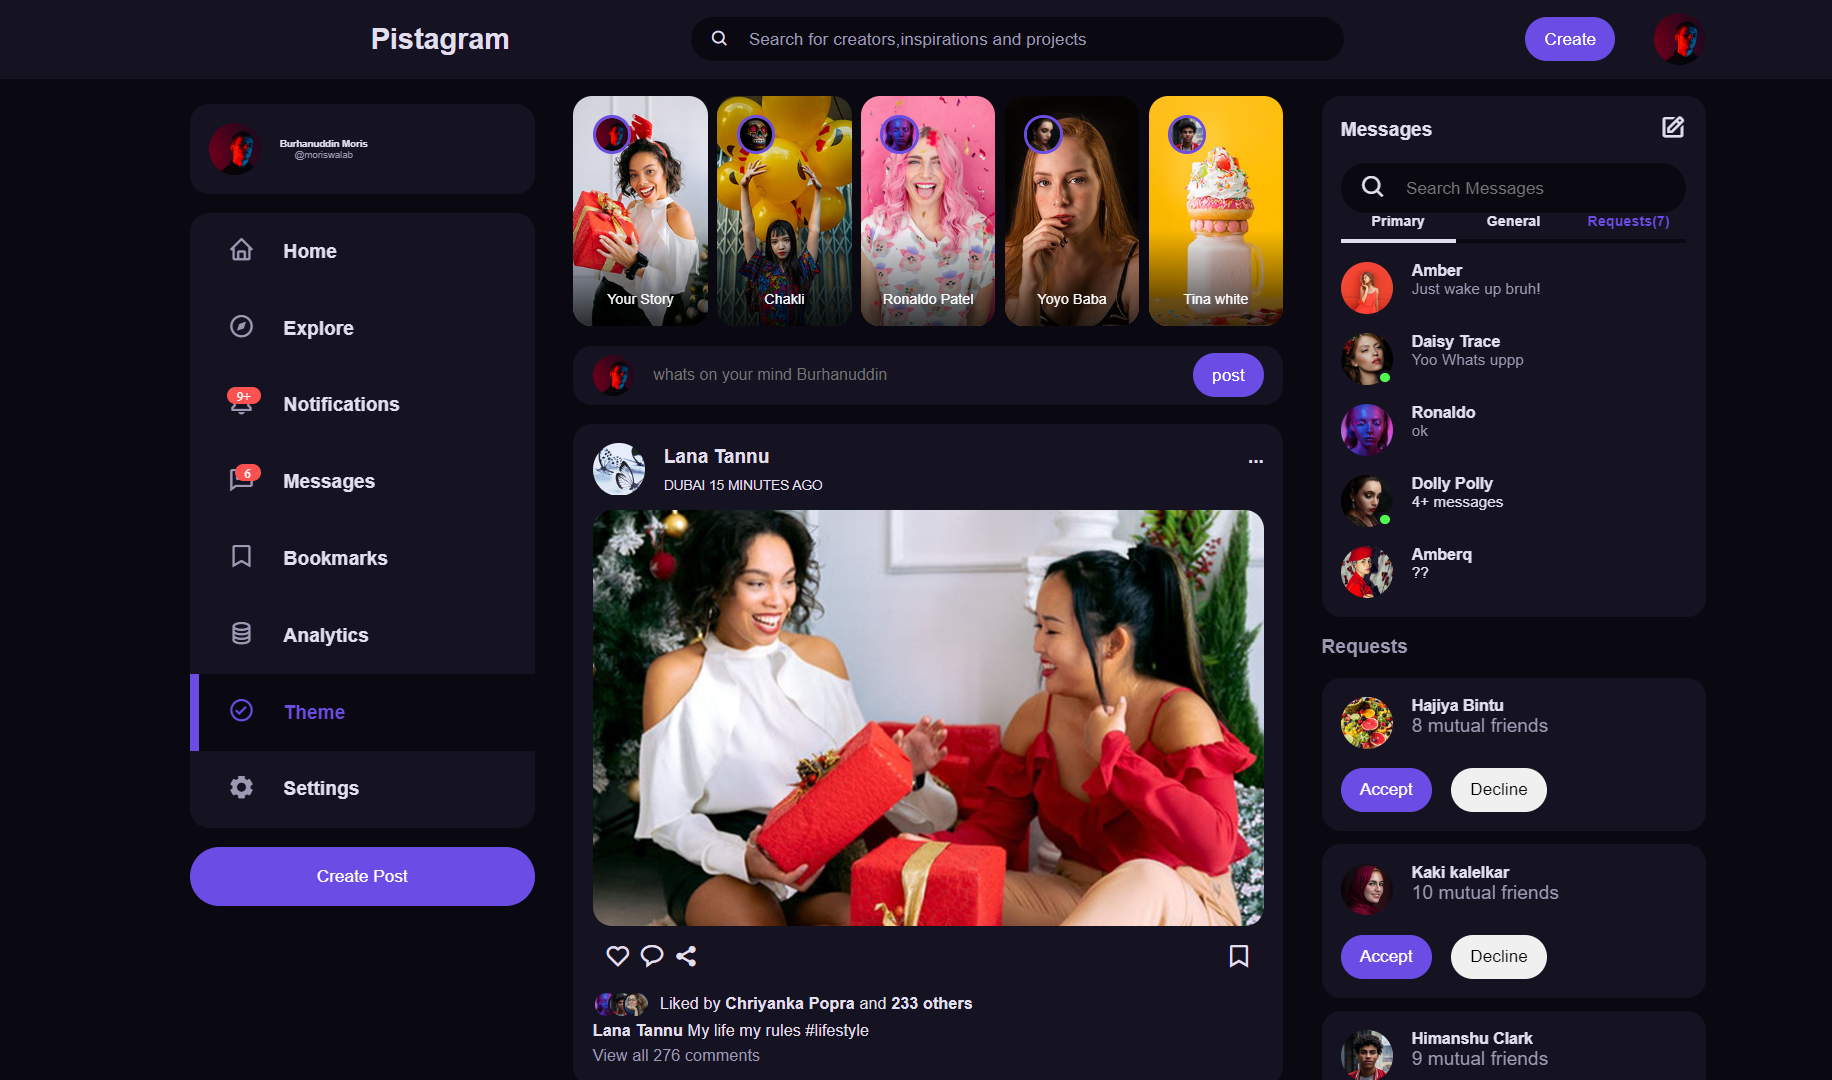 Pistagram
Search for creators,inspirations and projects
Create
Burhanuddin Moris
@moriswalab
Home
Explore
9+
Notifications
6
Messages
Bookmarks
Analytics
Theme
Settings
Create Post
Your Story
Chakli
Ronaldo Patel
Yoyo Baba
Tina white
whats on your mind Burhanuddin
post
Lana Tannu
...
DUBAI 15 MINUTES AGO
Liked by Chriyanka Popra and 233 others
Lana Tannu My life my rules #lifestyle
View all 276 comments
Messages
Search Messages
Primary General Requests(7)
Amber
Just wake up bruh!
Daisy Trace
Yoo Whats uppp
Ronaldo
ok
Dolly Polly
4+ messages
Amberq
??
Requests
Hajiya Bintu
8 mutual friends
Accept Decline
Kaki kalelkar
10 mutual friends
Accept Decline
Himanshu Clark
9 mutual friends